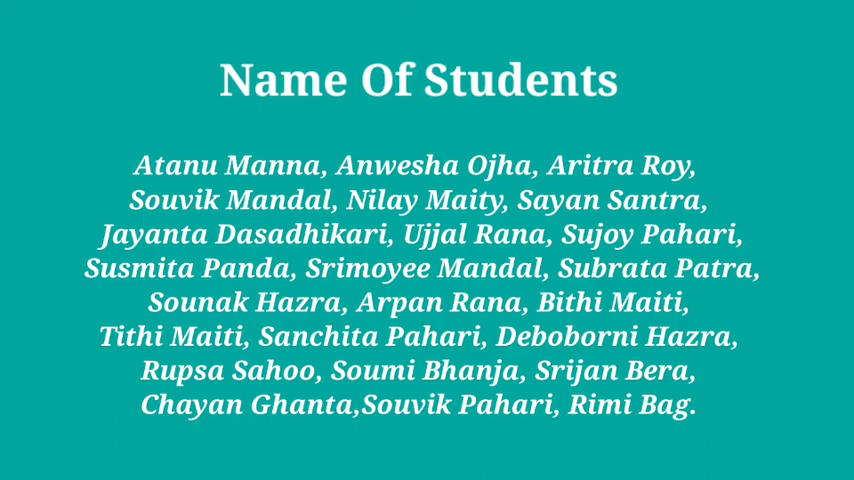 Name Of Students
Atanu Manna, Anwesha Ojha, Aritra Roy,
Souvik Mandal, Nilay Maity, Sayan Santra,
Jayanta Dasadhikari, Ujjal Rana, Sujoy Pahari,
Susmita Panda, Srimoyee Mandal, Subrata Patra,
Sounak Hazra, Arpan Rana, Bithi Maiti,
Tithi Maiti, Sanchita Pahari, Deboborni Hazra,
Rupsa Sahoo, Soumi Bhanja, Srijan Bera,
Chayan Ghanta,Souvik Pahari, Rimi Bag.